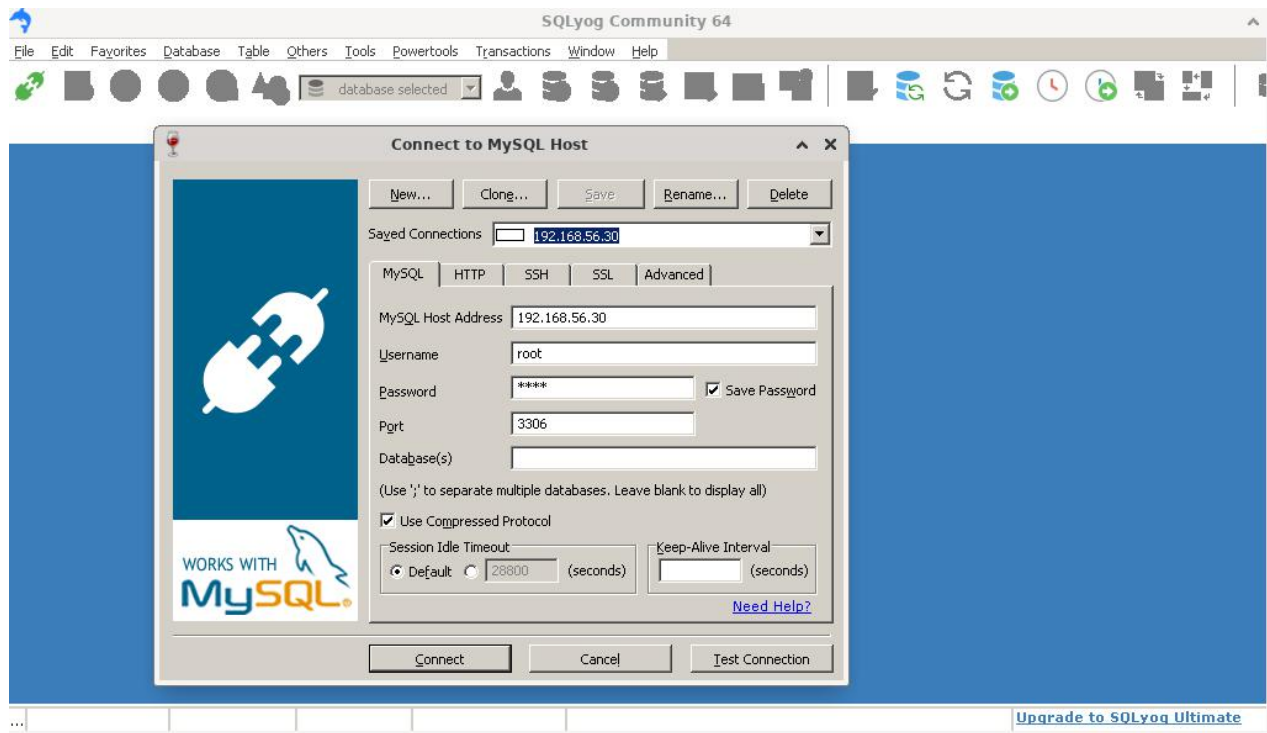 SQLyog Community 64
File Edit Favorites Database Table Others Tools Powertools Transactions Window Help
database selected
Connect to MySQL Host
New... Clone... Save Rename... Delete
Saved Connections 192.168.56.30
MySQL HTTP SSH SSL Advanced
MySQL Host Address 192.168.56.30
Username root
Password **** Save Password
Port 3306
Database(s)
(Use ';' to separate multiple databases. Leave blank to display all)
Use Compressed Protocol
Session Idle Timeout Keep-Alive Interval
Default 28800 (seconds) (seconds)
WORKS WITH
MySQL
Need Help?
Connect Cancel Test Connection
... Upgrade to SQLyog Ultimate